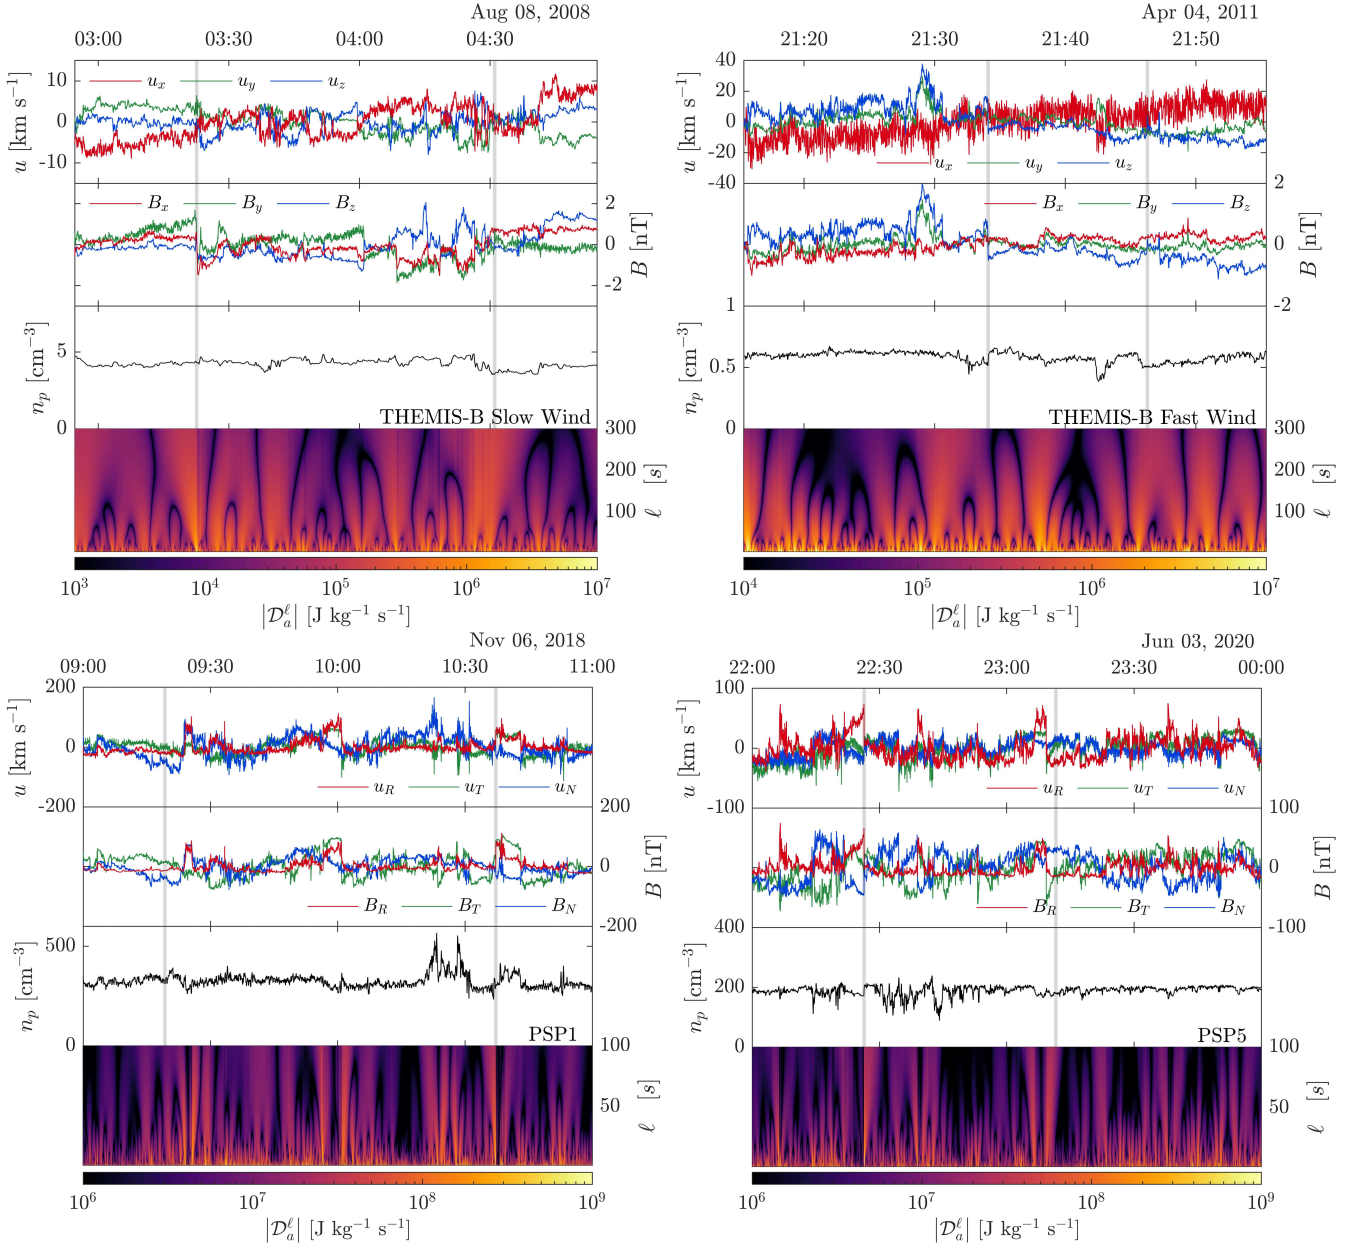 Aug 08, 2008
03:00 03:30 04:00 04:30
u [km s⁻¹]
10
0
-10
u_x u_y u_z
B_x B_y B_z
2
0
-2
B [nT]
n_p [cm⁻³]
5
0
THEMIS-B Slow Wind
300
200
100
ℓ [s]
10³ 10⁴ 10⁵ 10⁶ 10⁷
|𝒟ₐ^ℓ| [J kg⁻¹ s⁻¹]
Apr 04, 2011
21:20 21:30 21:40 21:50
u [km s⁻¹]
40
20
0
-20
-40
u_x u_y u_z
B_x B_y B_z
2
0
-2
B [nT]
n_p [cm⁻³]
1
0.5
0
THEMIS-B Fast Wind
300
200
100
ℓ [s]
10⁴ 10⁵ 10⁶ 10⁷
|𝒟ₐ^ℓ| [J kg⁻¹ s⁻¹]
Nov 06, 2018
09:00 09:30 10:00 10:30 11:00
u [km s⁻¹]
200
0
-200
u_R u_T u_N
200
0
-200
B [nT]
B_R B_T B_N
n_p [cm⁻³]
500
0
PSP1
100
50
ℓ [s]
10⁶ 10⁷ 10⁸ 10⁹
|𝒟ₐ^ℓ| [J kg⁻¹ s⁻¹]
Jun 03, 2020
22:00 22:30 23:00 23:30 00:00
u [km s⁻¹]
100
0
-100
u_R u_T u_N
100
0
-100
B [nT]
B_R B_T B_N
n_p [cm⁻³]
400
200
0
PSP5
100
50
ℓ [s]
10⁶ 10⁷ 10⁸ 10⁹
|𝒟ₐ^ℓ| [J kg⁻¹ s⁻¹]